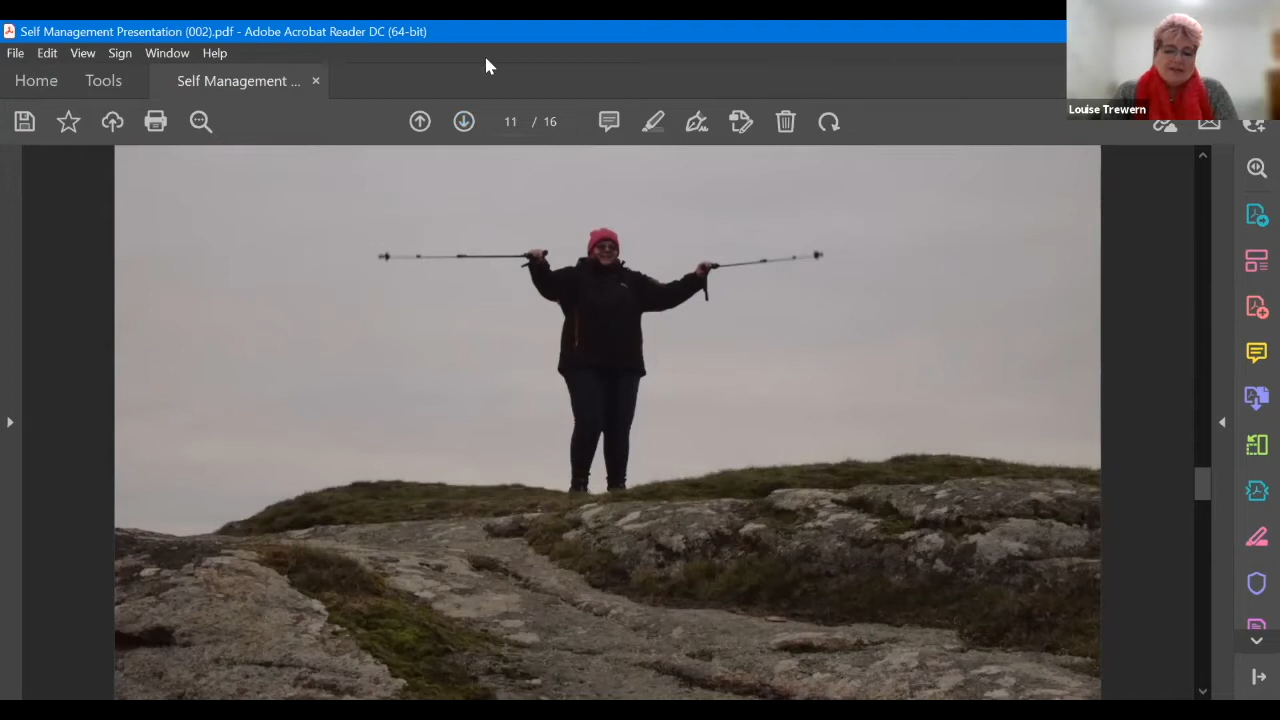 Self Management Presentation (002).pdf - Adobe Acrobat Reader DC (64-bit)
File Edit View Sign Window Help
Home Tools Self Management ... ×
11 / 16
Louise Trewern